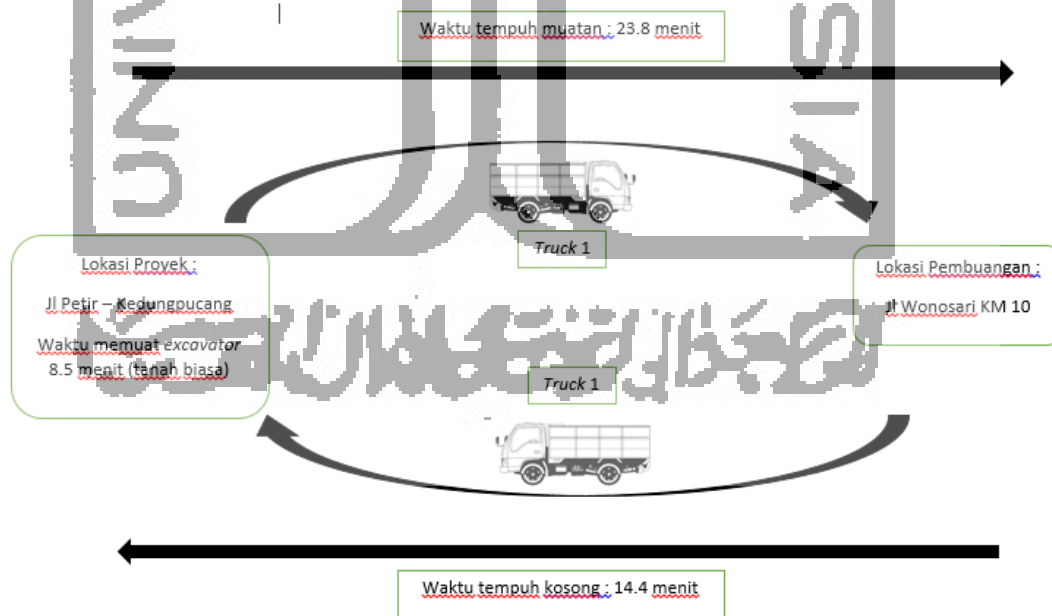 Waktu tempuh muatan : 23.8 menit
Truck 1
Lokasi Proyek :
Jl Petir – Kedungpucang
Waktu memuat excavator
8.5 menit (tanah biasa)
Lokasi Pembuangan :
Jl Wonosari KM 10
Truck 1
Waktu tempuh kosong : 14.4 menit